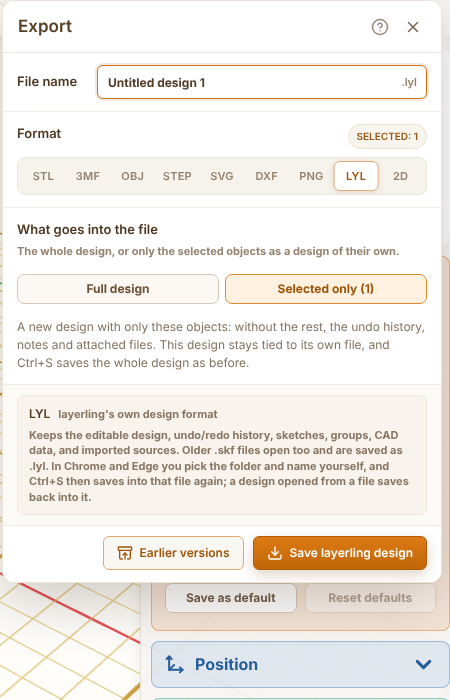 Export
File name
Untitled design 1
.lyl
Format
SELECTED: 1
STL 3MF OBJ STEP SVG DXF PNG LYL 2D
What goes into the file
The whole design, or only the selected objects as a design of their own.
Full design
Selected only (1)
A new design with only these objects: without the rest, the undo history,
notes and attached files. This design stays tied to its own file, and
Ctrl+S saves the whole design as before.
LYL layerling's own design format
Keeps the editable design, undo/redo history, sketches, groups, CAD
data, and imported sources. Older .skf files open too and are saved as
.lyl. In Chrome and Edge you pick the folder and name yourself, and
Ctrl+S then saves into that file again; a design opened from a file saves
back into it.
Earlier versions
Save layerling design
Save as default
Reset defaults
Position